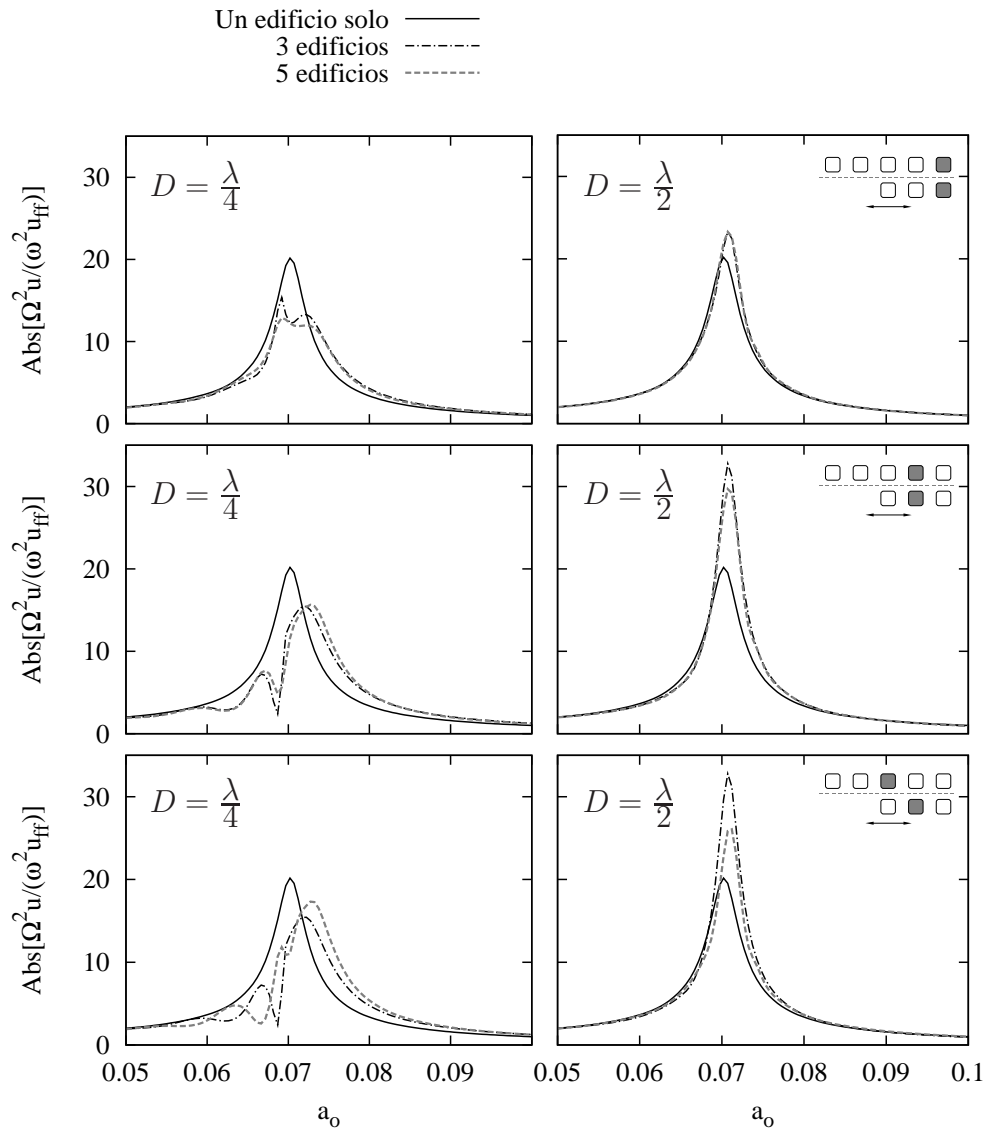 Un edificio solo
3 edificios
5 edificios
Abs[Ω²u/(ω²u_ff)]
30
20
10
0
D = λ/4
D = λ/2
Abs[Ω²u/(ω²u_ff)]
30
20
10
0
D = λ/4
D = λ/2
Abs[Ω²u/(ω²u_ff)]
30
20
10
0
D = λ/4
D = λ/2
0.05 0.06 0.07 0.08 0.09 0.05 0.06 0.07 0.08 0.09 0.1
a_o a_o